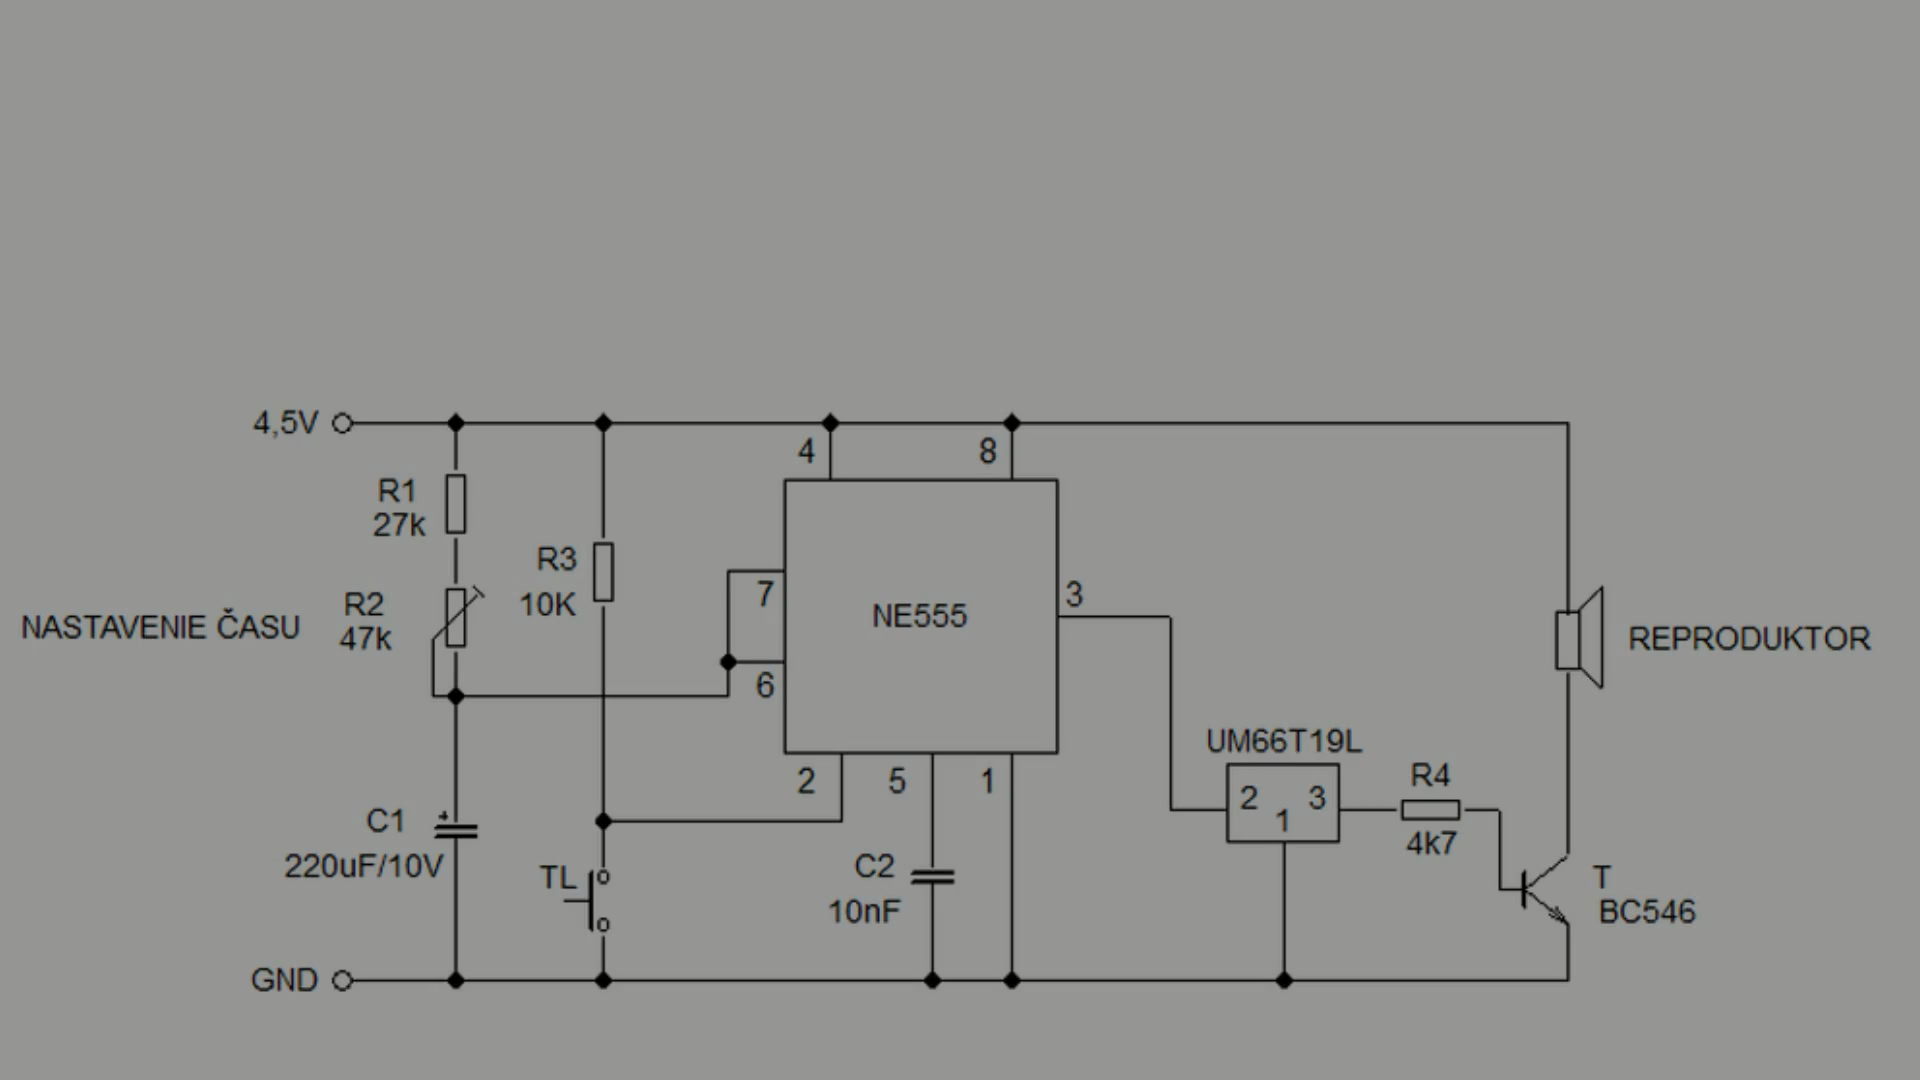 4,5V
4
8
R1
27k
R3
10K
R2
47k
NASTAVENIE ČASU
7
6
NE555
3
REPRODUKTOR
2
5
1
UM66T19L
2
3
1
R4
4k7
C1
+
220uF/10V
TL
C2
10nF
T
BC546
GND